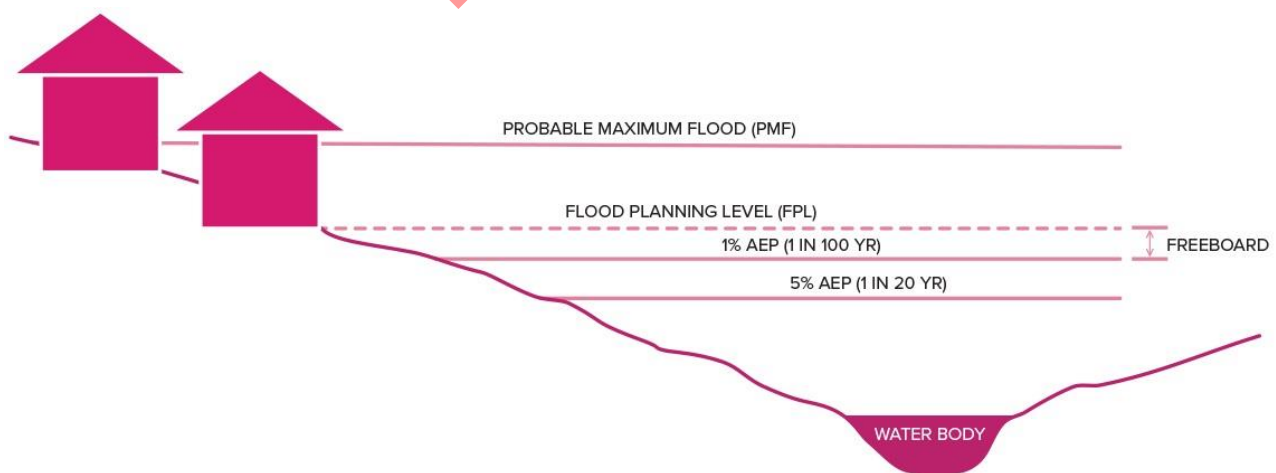 PROBABLE MAXIMUM FLOOD (PMF)
FLOOD PLANNING LEVEL (FPL)
1% AEP (1 IN 100 YR)
FREEBOARD
5% AEP (1 IN 20 YR)
WATER BODY